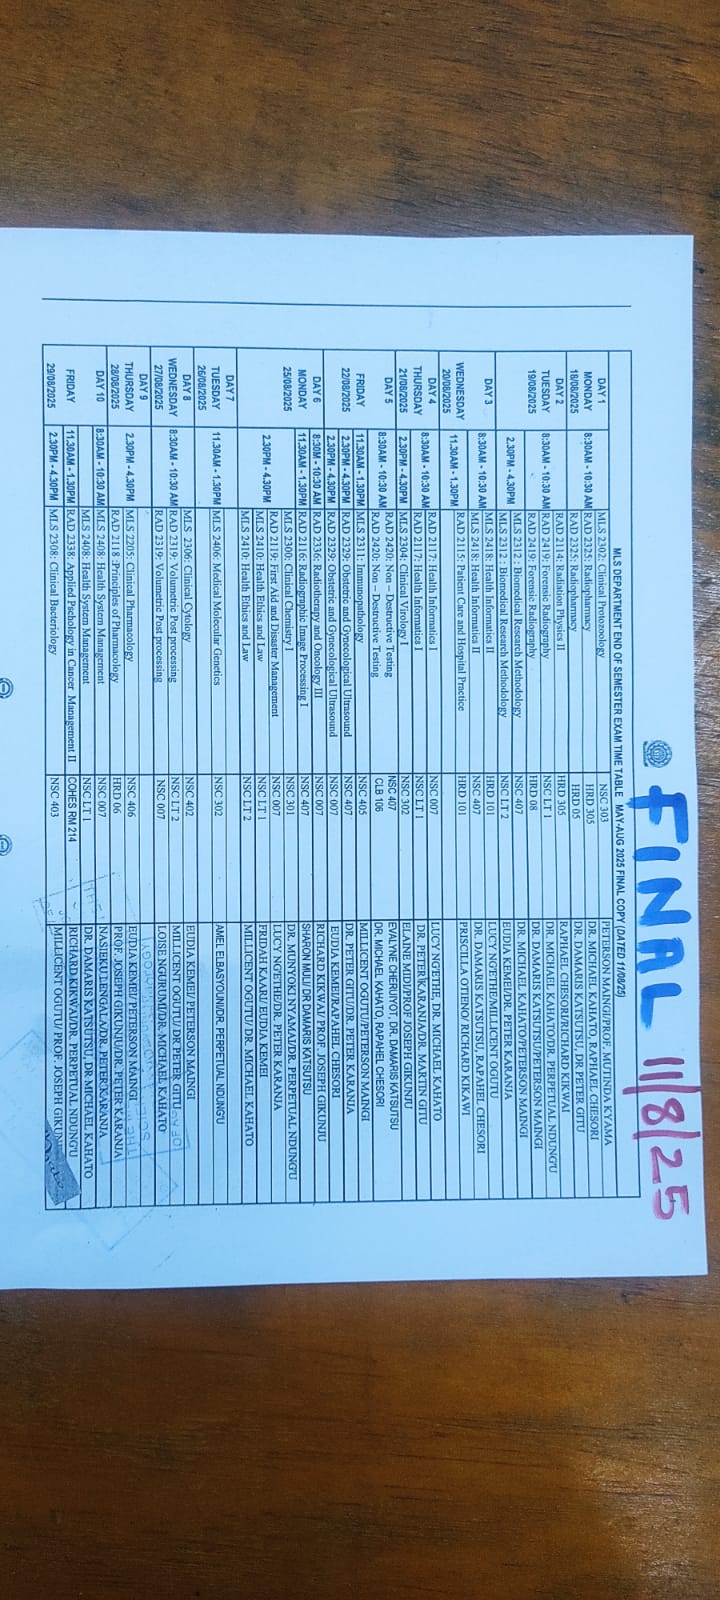 FINAL 11/8/25
MLS DEPARTMENT END OF SEMESTER EXAM TIME TABLE MAY-AUG 2025 FINAL COPY (DATED 11/08/25)
DAY 1 MONDAY 18/08/2025
8:30AM - 10:30 AM
MLS 2302: Clinical Protozoology NSC 303 PETERSON MAINGI/PROF. MUTINDA KYAMA
RAD 2325: Radiopharmacy HRD 305 DR. MICHAEL KAHATO, RAPHAEL CHESORI
RAD 2325: Radiopharmacy HRD 05 DR. DAMARIS KATSUTSU, DR PETER GITU
DAY 2 TUESDAY 19/08/2025
8:30AM - 10:30 AM
RAD 2114: Radiation Physics II HRD 305 RAPHAEL CHESORI/RICHARD KIKWAI
RAD 2419: Forensic Radiography NSC LT 1 DR. MICHAEL KAHATO/DR. PERPETUAL NDUNG'U
RAD 2419: Forensic Radiography HRD 08 DR. DAMARIS KATSUTSU/PETERSON MAINGI
2.30PM - 4.30PM
MLS 2312 : Biomedical Research Methodology NSC 407 DR. MICHAEL KAHATO/PETERSON MAINGI
MLS 2312 : Biomedical Research Methodology NSC LT 2 EUDIA KEMEI/DR. PETER KARANJA
DAY 3 WEDNESDAY 20/08/2025
8:30AM - 10:30 AM
MLS 2418: Health Informatics II HRD 101 LUCY NG'ETHE/MILLICENT OGUTU
MLS 2418: Health Informatics II NSC 407 DR. DAMARIS KATSUTSU, RAPAHEL CHESORI
11.30AM - 1.30PM
RAD 2115: Patient Care and Hospital Practice HRD 101 PRISCILLA OTIENO/ RICHARD KIKAWI
DAY 4 THURSDAY 21/08/2025
8:30AM - 10:30 AM
RAD 2117: Health Informatics I NSC 007 LUCY NG'ETHE, DR. MICHAEL KAHATO
RAD 2117: Health Informatics I NSC LT 1 DR. PETER KARANJA/DR. MARTIN GITU
2.30PM - 4.30PM MLS 2304: Clinical Virology I NSC 302 ELAINE MIDI/PROF JOSEPH GIKUNJU
DAY 5 FRIDAY 22/08/2025
8:30AM - 10:30 AM
RAD 2420: Non – Destructive Testing NSC 407 EVALYNE CHERUIYOT, DR. DAMARIS KATSUTSU
RAD 2420: Non – Destructive Testing CLB 106 DR. MICHAEL KAHATO, RAPAHEL CHESORI
11.30AM - 1.30PM MLS 2311: Immunopathology NSC 405 MILLICENT OGUTU/PETERSON MAINGI
2.30PM - 4.30PM RAD 2329: Obstetric and Gynecological Ultrasound NSC 407 DR. PETER GITU/DR. PETER KARANJA
2.30PM - 4.30PM RAD 2329: Obstetric and Gynecological Ultrasound NSC 007 EUDIA KEMEI/RAPAHEL CHESORI
DAY 6 MONDAY 25/08/2025
8:30M - 10:30 AM RAD 2336: Radiotherapy and Oncology III NSC 007 RICHARD KIKWAI/ PROF. JOSEPH GIKUNJU
11.30AM - 1.30PM RAD 2116: Radiographic Image Processing I NSC 407 SHARON MULI/ DR DAMARIS KATSUTSU
2.30PM - 4.30PM
MLS 2300: Clinical Chemistry I NSC 301 DR. MUNYOKI NYAMAI/DR. PERPETUAL NDUNG'U
RAD 2119: First Aid and Disaster Management NSC 007 LUCY NG'ETHE/DR. PETER KARANJA
MLS 2410: Health Ethics and Law NSC LT 1 FRIDAH KAARI/ EUDIA KEMEI
MLS 2410: Health Ethics and Law NSC LT 2 MILLICENT OGUTU/ DR. MICHAEL KAHATO
DAY 7 TUESDAY 26/08/2025
11.30AM - 1.30PM MLS 2406: Medical Molecular Genetics NSC 302 AMEL ELBASYOUNI/DR. PERPETUAL NDUNG'U
DAY 8 WEDNESDAY 27/08/2025
8:30AM - 10:30 AM
MLS 2306: Clinical Cytology NSC 402 EUDIA KEMEI/ PETERSON MAINGI
RAD 2319: Volumetric Post processing NSC LT 2 MILLICENT OGUTU/ DR PETER GITU
RAD 2319: Volumetric Post processing NSC 007 LOISE NGURUMI/DR. MICHAEL KAHATO
DAY 9 THURSDAY 28/08/2025
2.30PM - 4.30PM
MLS 2205: Clinical Pharmacology NSC 406 EUDIA KEMEI/ PETERSON MAINGI
RAD 2118 :Principles of Pharmacology HRD 06 PROF. JOSEPH GIKUNJU/DR. PETER KARANJA
DAY 10 FRIDAY 29/08/2025
8:30AM - 10:30 AM MLS 2408: Health System Management NSC 007 NASIEKU LENGALA/DR. PETER KARANJA
MLS 2408: Health System Management NSC LT 1 DR. DAMARIS KATSUTSU, DR MICHAEL KAHATO
11.30AM - 1.30PM RAD 2338: Applied Pschology in Cancer Management II COHES RM 214 RICHARD KIKWAI/DR. PERPETUAL NDUNG'U
2.30PM - 4.30PM MLS 2308: Clinical Bacteriology NSC 403 MILLICENT OGUTU/ PROF. JOSEPH